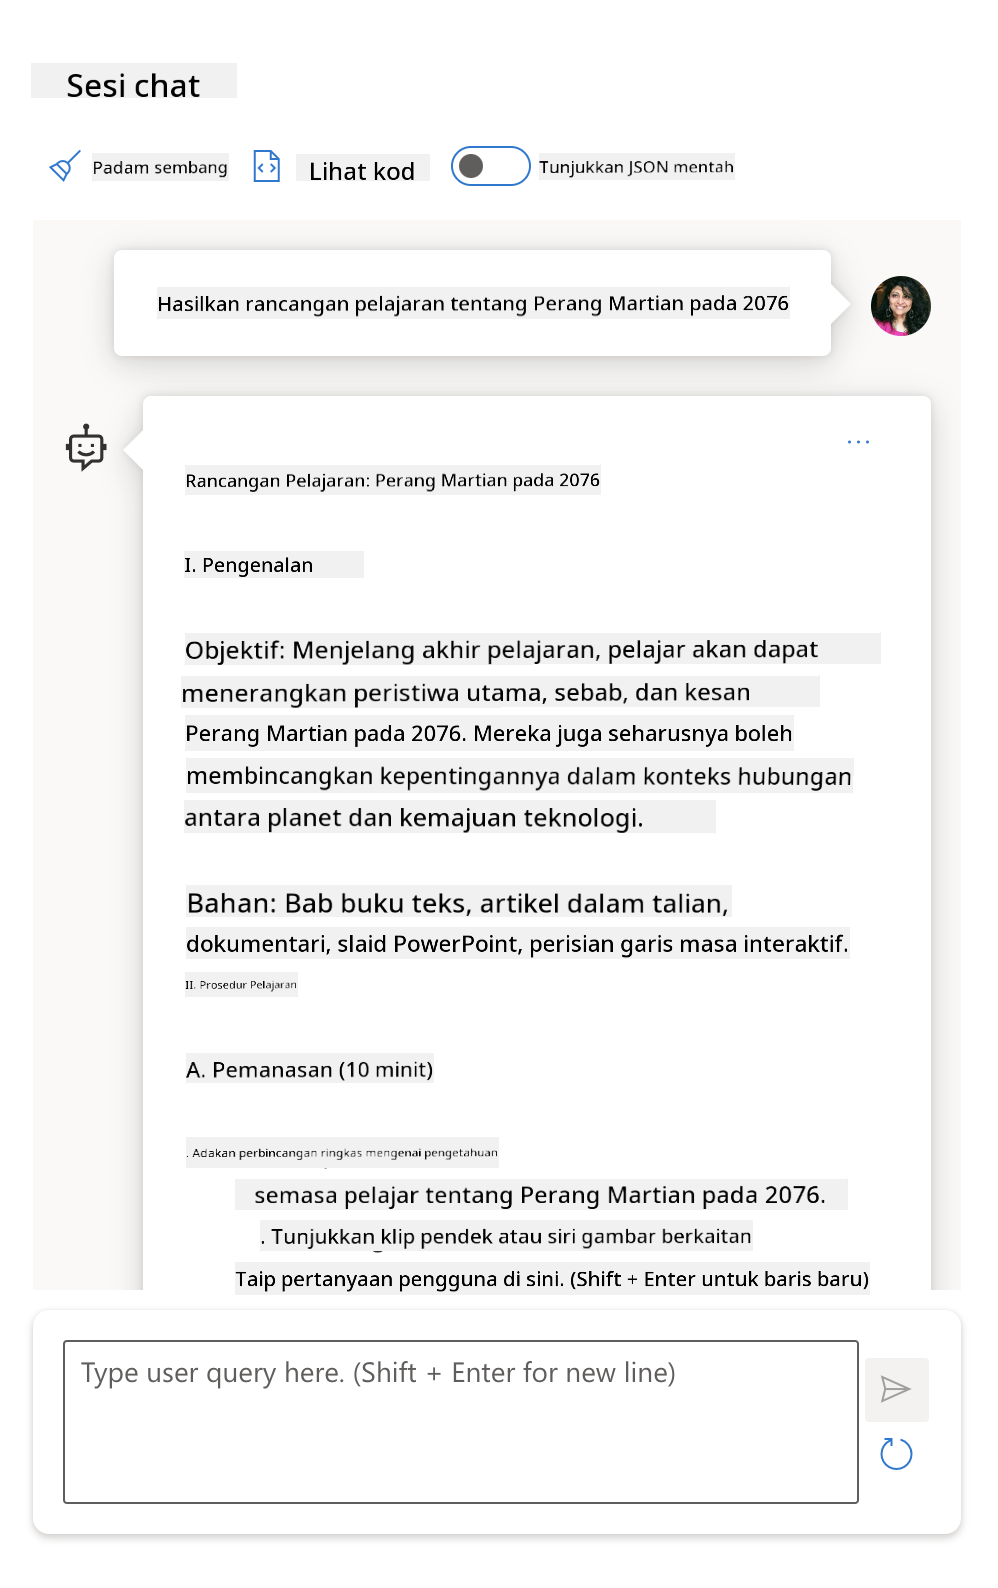 Sesi chat
Padam sembang
Lihat kod
Tunjukkan JSON mentah
Hasilkan rancangan pelajaran tentang Perang Martian pada 2076
Rancangan Pelajaran: Perang Martian pada 2076
I. Pengenalan
Objektif: Menjelang akhir pelajaran, pelajar akan dapat
menerangkan peristiwa utama, sebab, dan kesan
Perang Martian pada 2076. Mereka juga seharusnya boleh
membincangkan kepentingannya dalam konteks hubungan
antara planet dan kemajuan teknologi.
Bahan: Bab buku teks, artikel dalam talian,
dokumentari, slaid PowerPoint, perisian garis masa interaktif.
II. Prosedur Pelajaran
A. Pemanasan (10 minit)
. Adakan perbincangan ringkas mengenai pengetahuan
semasa pelajar tentang Perang Martian pada 2076.
. Tunjukkan klip pendek atau siri gambar berkaitan
Taip pertanyaan pengguna di sini. (Shift + Enter untuk baris baru)
Type user query here. (Shift + Enter for new line)